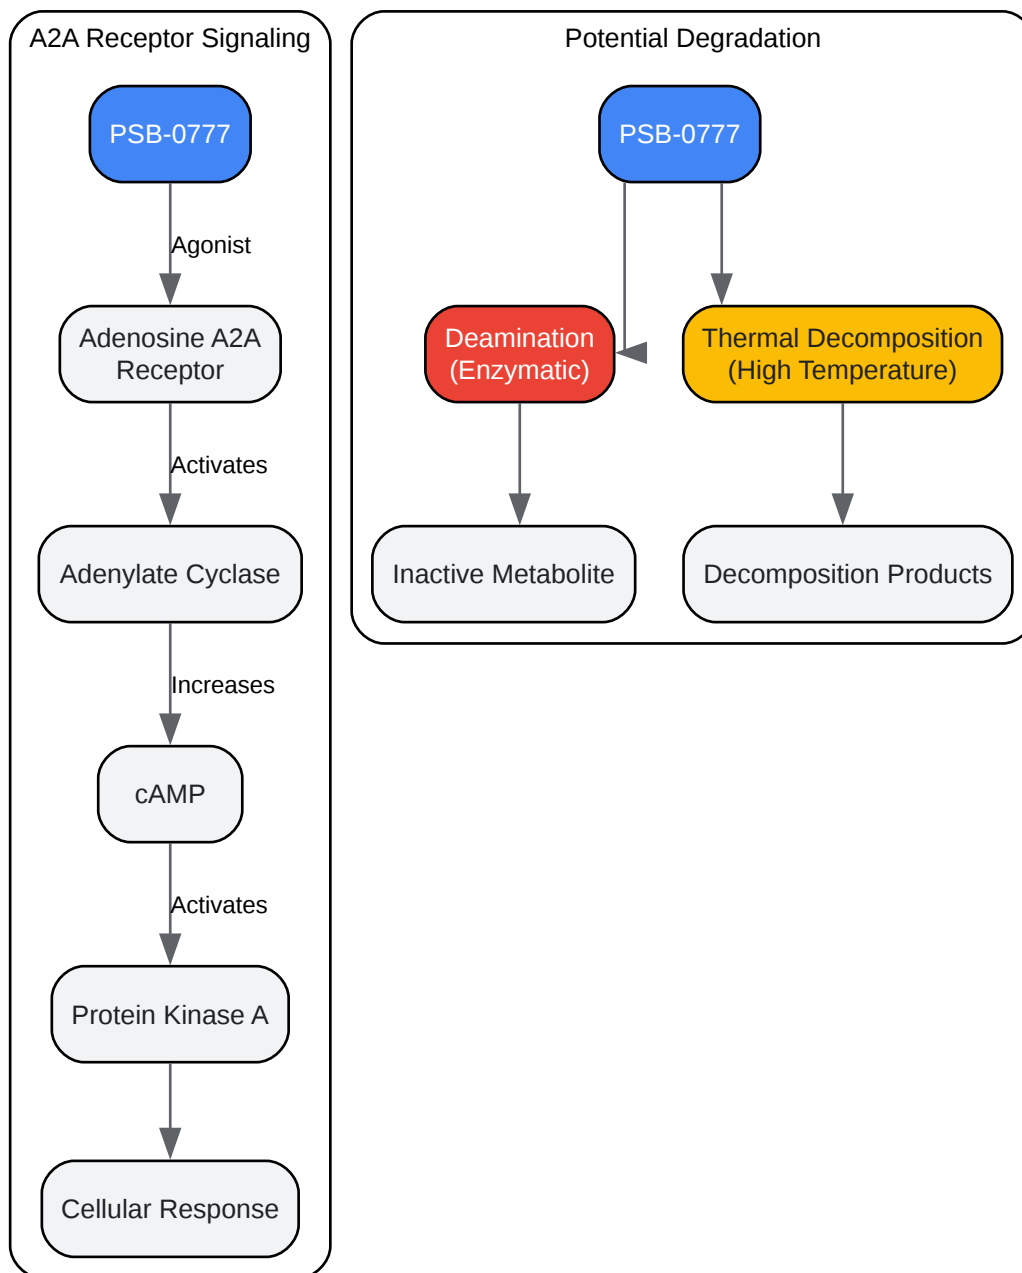 A2A Receptor Signaling
PSB-0777
Agonist
Adenosine A2A
Receptor
Activates
Adenylate Cyclase
Increases
cAMP
Activates
Protein Kinase A
Cellular Response
Potential Degradation
PSB-0777
Deamination
(Enzymatic)
Thermal Decomposition
(High Temperature)
Inactive Metabolite
Decomposition Products